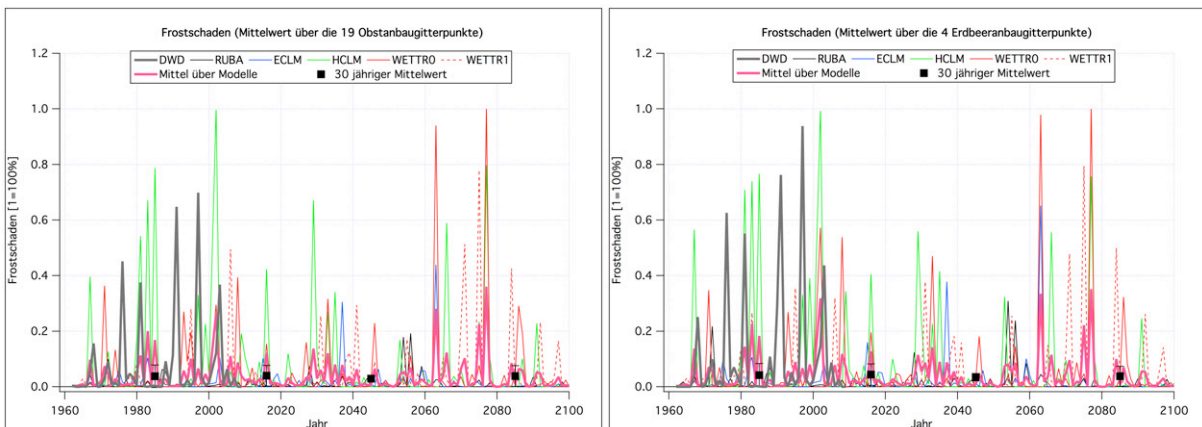 Frostschaden (Mittelwert über die 19 Obstanbaugitterpunkte)
1.2
DWD RUBA ECLM HCLM WETTR0 WETTR1
Mittel über Modelle 30 jähriger Mittelwert
1.0
0.8
0.6
0.4
0.2
0.0
Frostschaden [1=100%]
1960 1980 2000 2020 2040 2060 2080 2100
Jahr
Frostschaden (Mittelwert über die 4 Erdbeeranbaugitterpunkte)
1.2
DWD RUBA ECLM HCLM WETTR0 WETTR1
Mittel über Modelle 30 jähriger Mittelwert
1.0
0.8
0.6
0.4
0.2
0.0
Frostschaden [1=100%]
1960 1980 2000 2020 2040 2060 2080 2100
Jahr